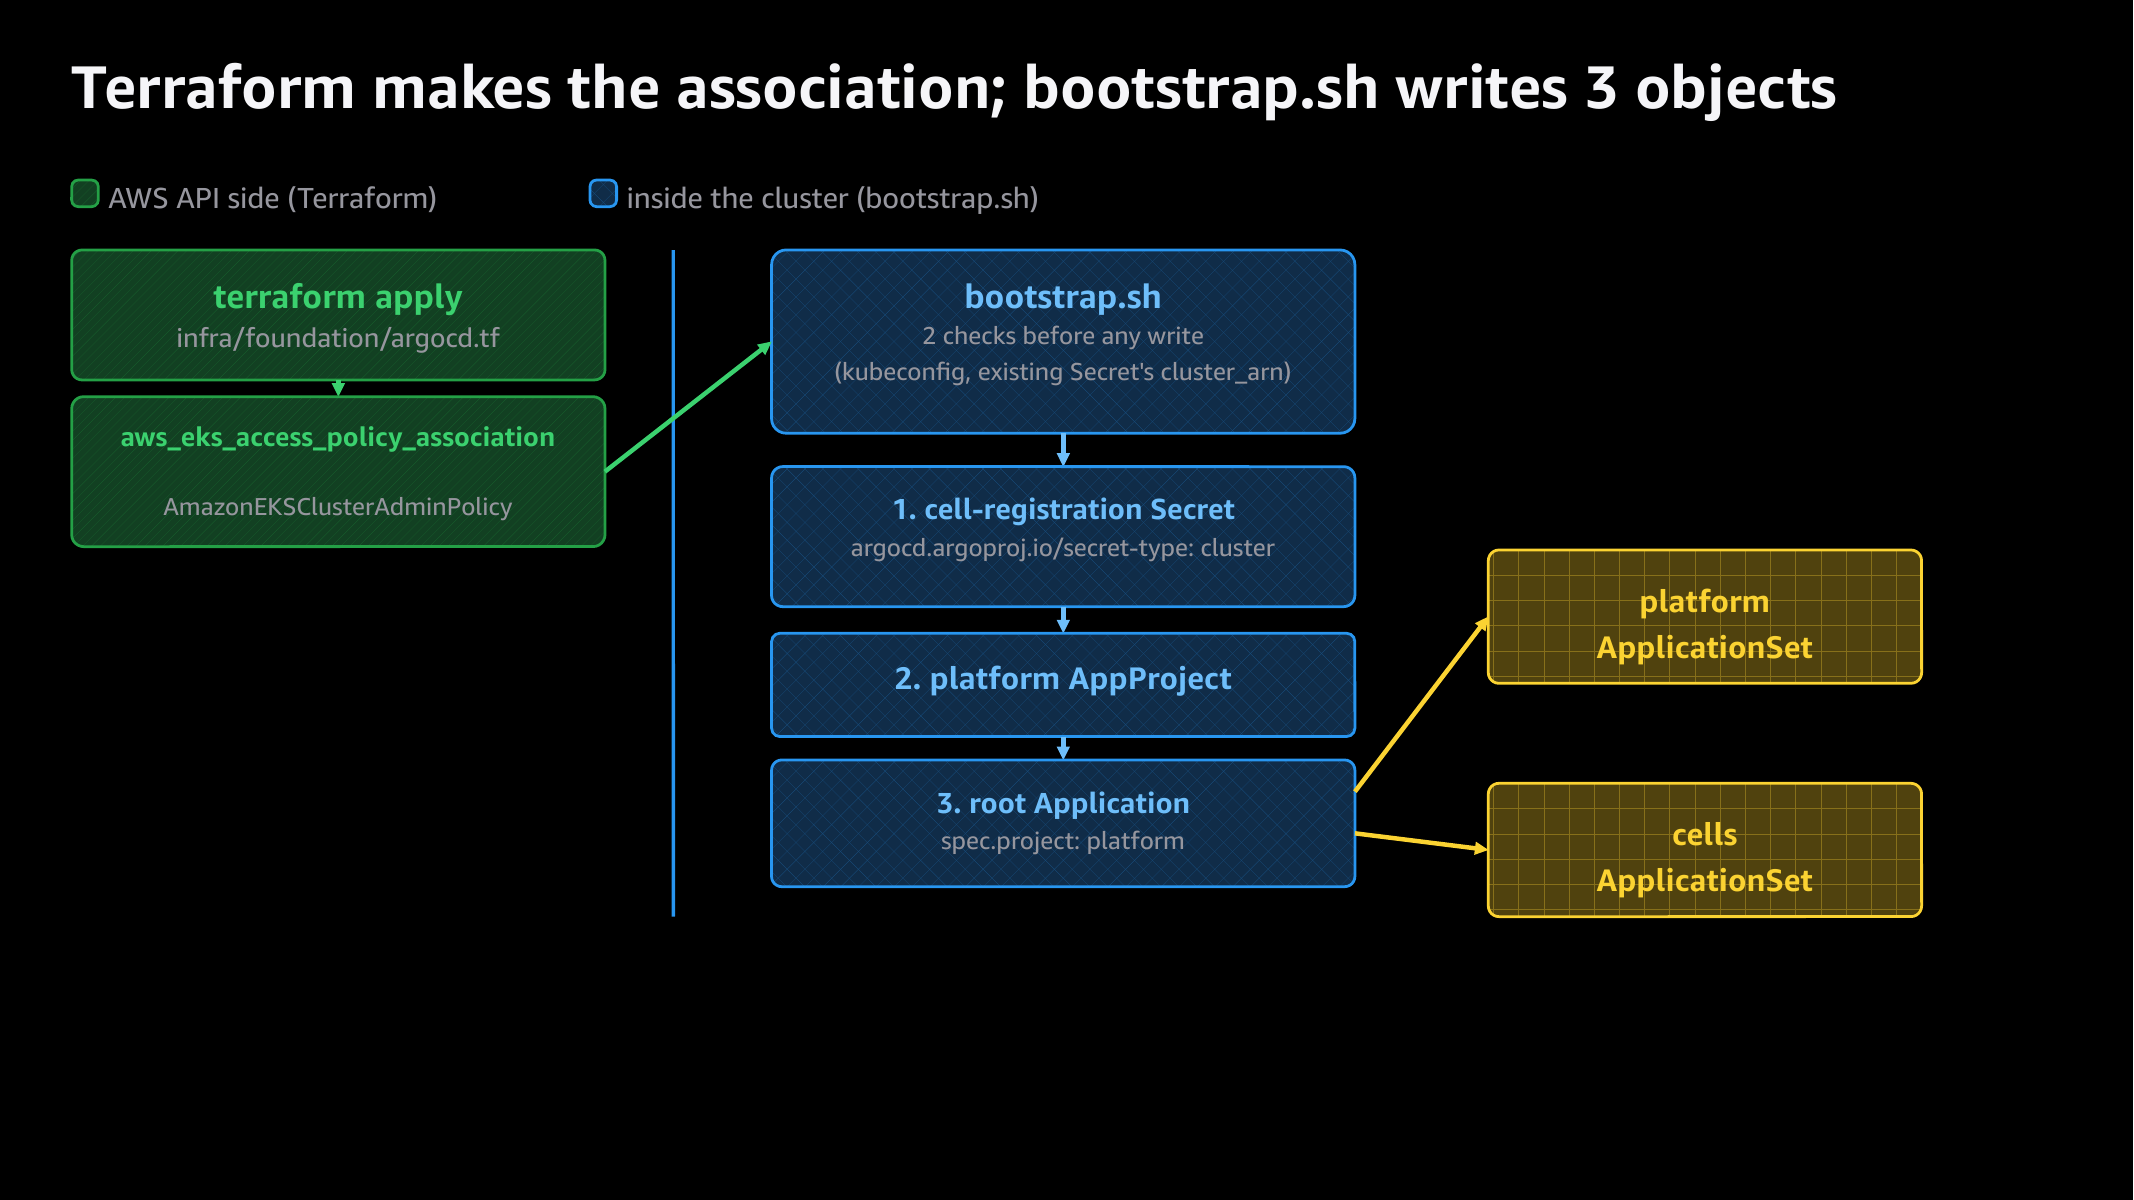 Terraform makes the association; bootstrap.sh writes 3 objects
AWS API side (Terraform)
inside the cluster (bootstrap.sh)
terraform apply
infra/foundation/argocd.tf
aws_eks_access_policy_association
AmazonEKSClusterAdminPolicy
bootstrap.sh
2 checks before any write
(kubeconfig, existing Secret's cluster_arn)
1. cell-registration Secret
argocd.argoproj.io/secret-type: cluster
2. platform AppProject
3. root Application
spec.project: platform
platform
ApplicationSet
cells
ApplicationSet